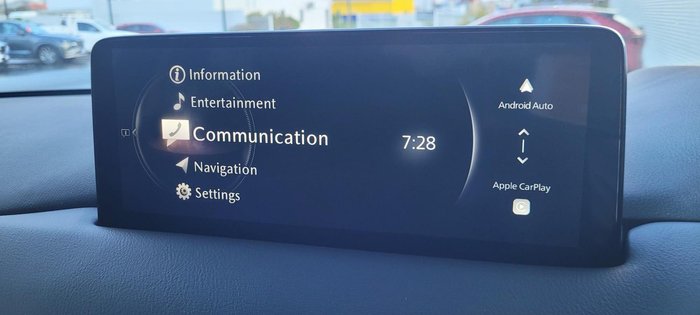 Information
Entertainment
Communication
Navigation
Settings
7:28
Android Auto
Apple CarPlay